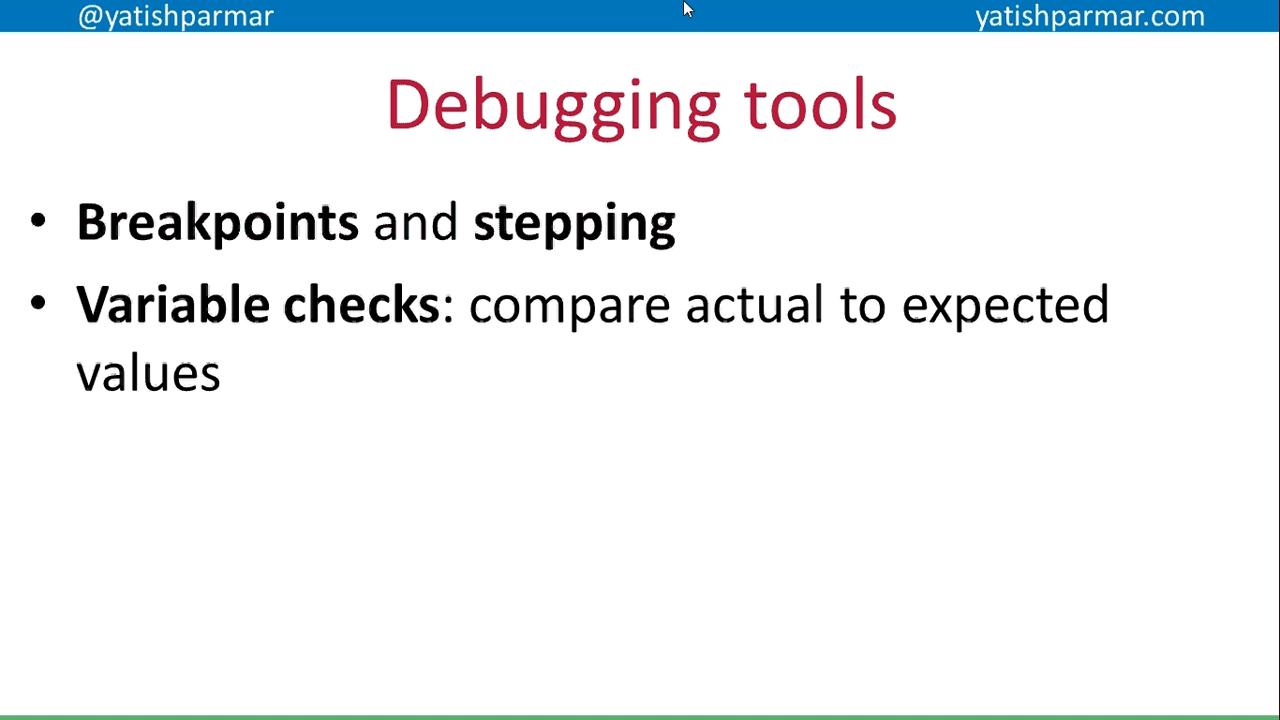 @yatishparmar
yatishparmar.com
Debugging tools
• Breakpoints and stepping
• Variable checks: compare actual to expected
values